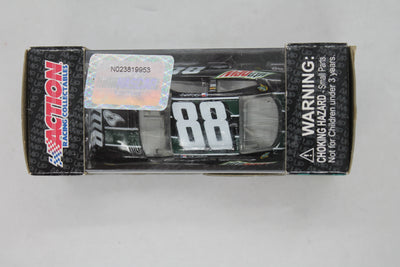 ACTION
RACING COLLECTABLES
N023819953
88
WARNING:
CHOKING HAZARD - Small Parts.
Not for Children under 3 years.